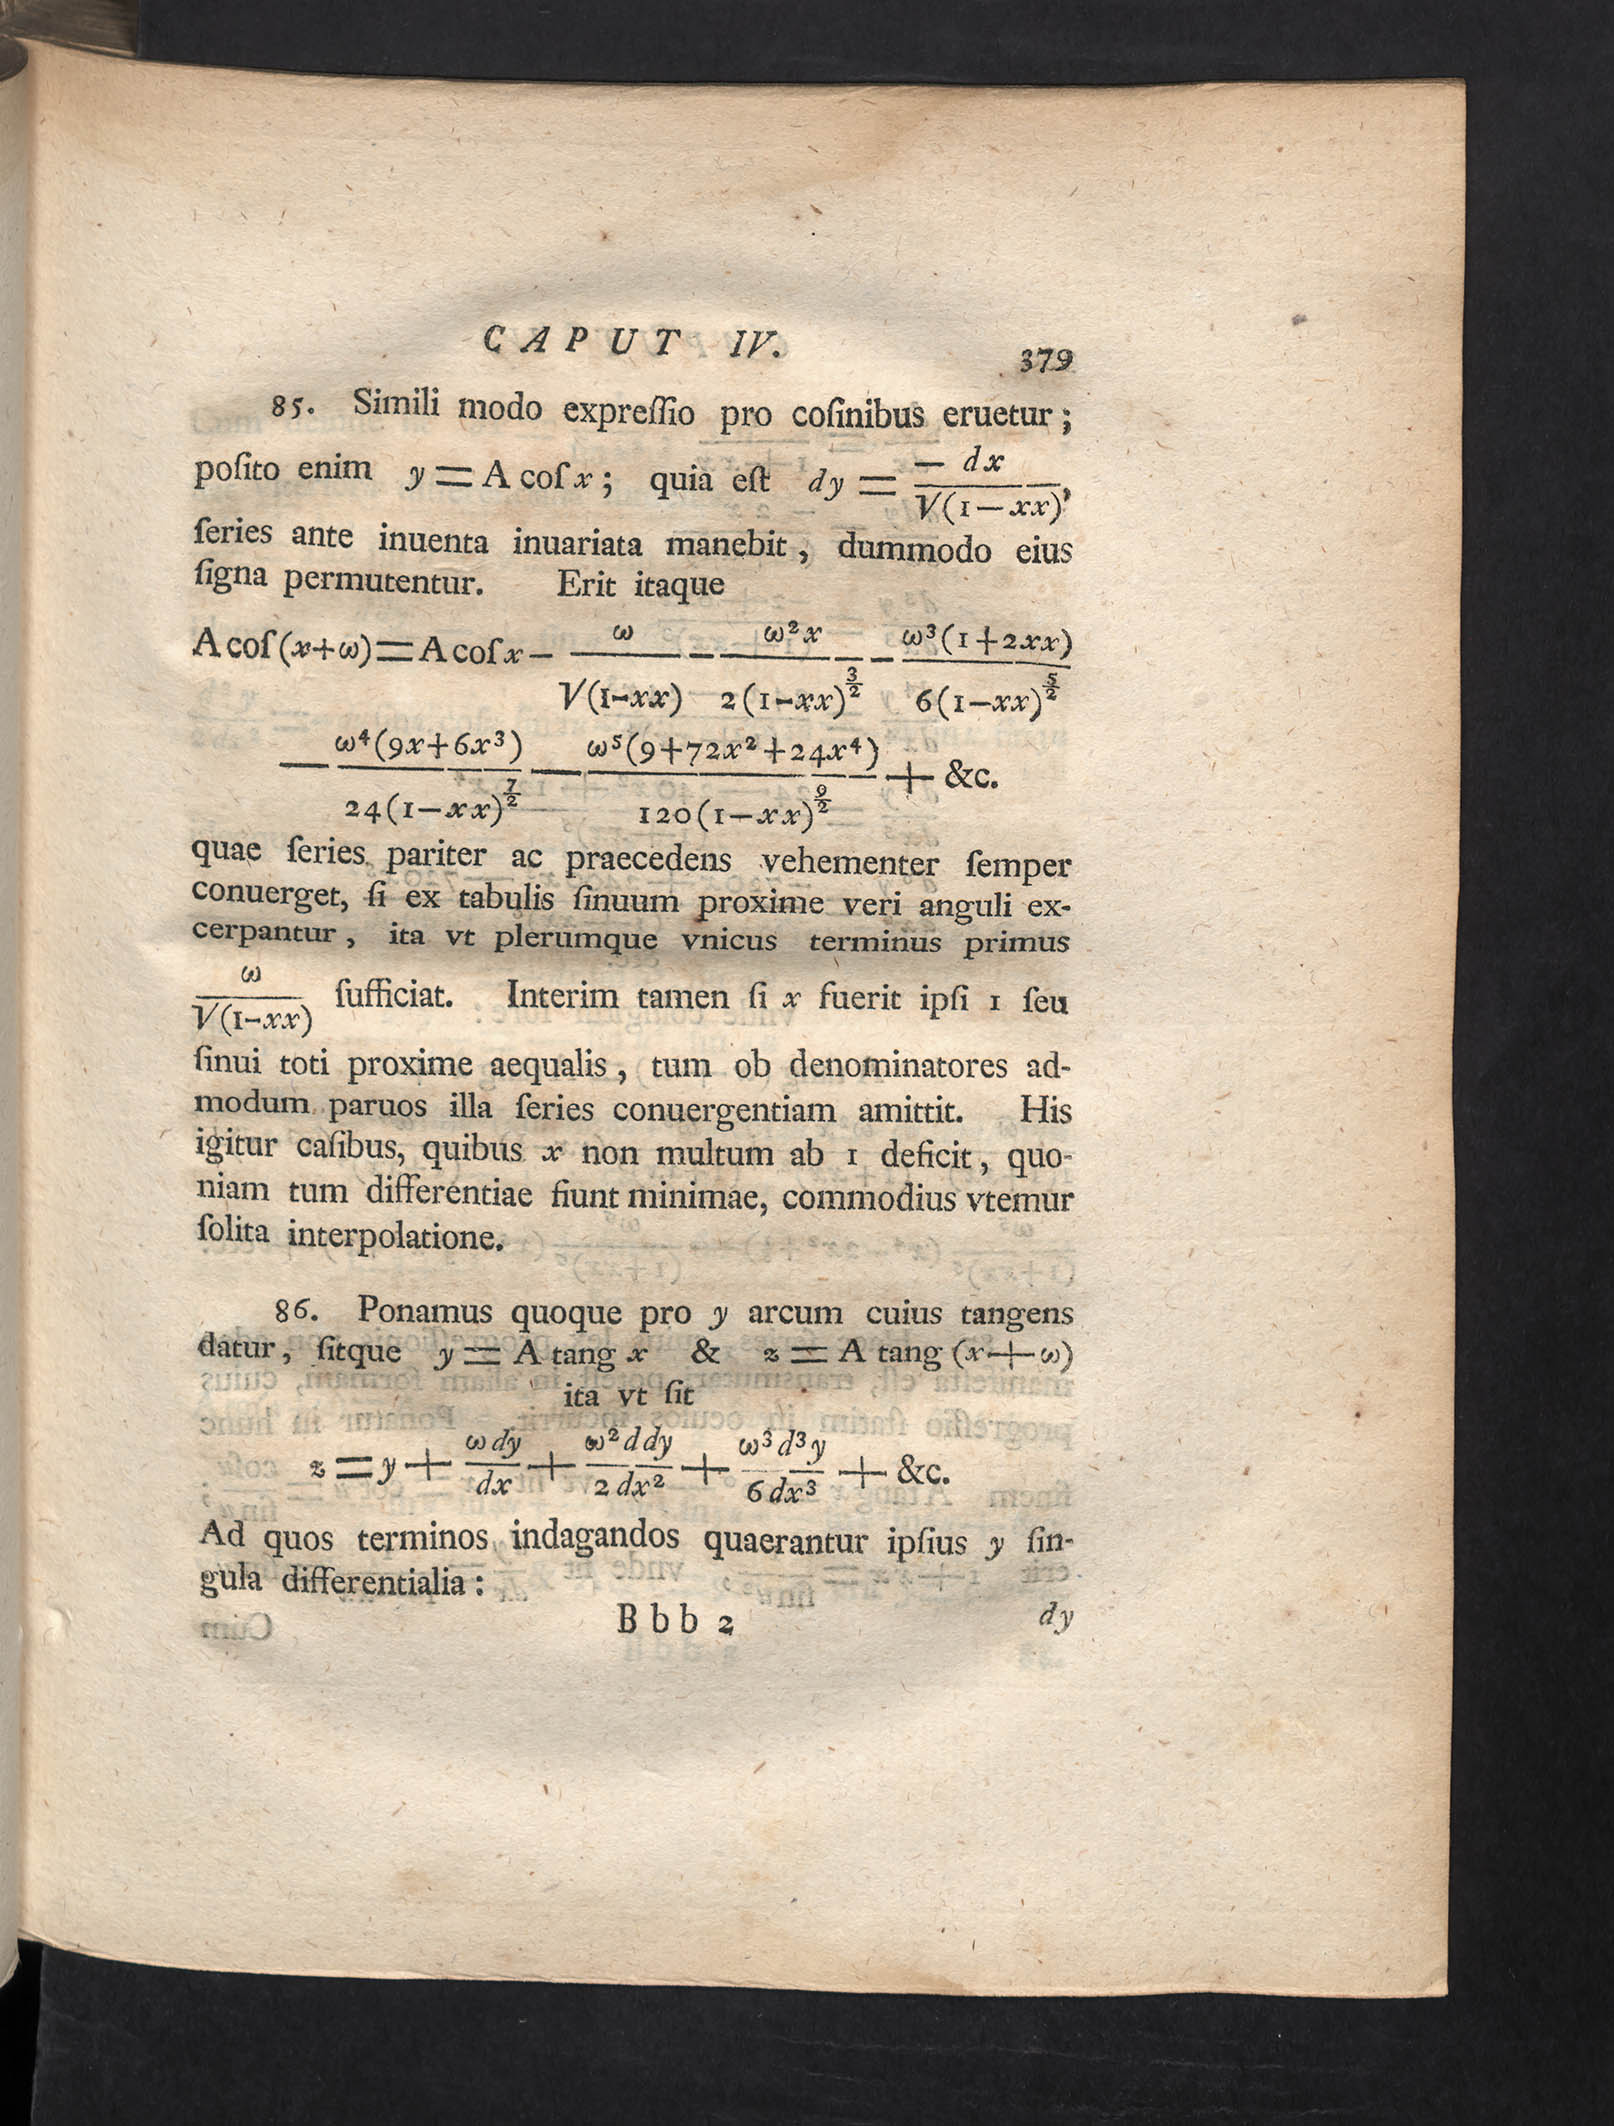 CAPUT IV.
379
85. Simili modo expreſſio pro coſinibus eruetur;
poſito enim y = A coſ x; quia eſt dy = − dx / √(1 − xx),
ſeries ante inuenta inuariata manebit, dummodo eius
ſigna permutentur. Erit itaque
A coſ (x+ω) = A coſ x − ω / √(1−xx) − ω² x / 2(1−xx)^(3/2) − ω³(1+2xx) / 6(1−xx)^(5/2)
− ω⁴(9x+6x³) / 24(1−xx)^(7/2) − ω⁵(9+72x²+24x⁴) / 120(1−xx)^(9/2) + &c.
quae ſeries pariter ac praecedens vehementer ſemper
conuerget, ſi ex tabulis ſinuum proxime veri anguli ex-
cerpantur, ita vt plerumque vnicus terminus primus
ω / √(1−xx) ſufficiat. Interim tamen ſi x fuerit ipſi 1 ſeu
ſinui toti proxime aequalis, tum ob denominatores ad-
modum paruos illa ſeries conuergentiam amittit. His
igitur caſibus, quibus x non multum ab 1 deficit, quo-
niam tum differentiae fiunt minimae, commodius vtemur
ſolita interpolatione.
86. Ponamus quoque pro y arcum cuius tangens
datur, ſitque y = A tang x & z = A tang (x + ω)
ita vt ſit
z = y + ω dy / dx + ω² ddy / 2 dx² + ω³ d³y / 6 dx³ + &c.
Ad quos terminos indagandos quaerantur ipſius y ſin-
gula differentialia:
Bbb 2
dy